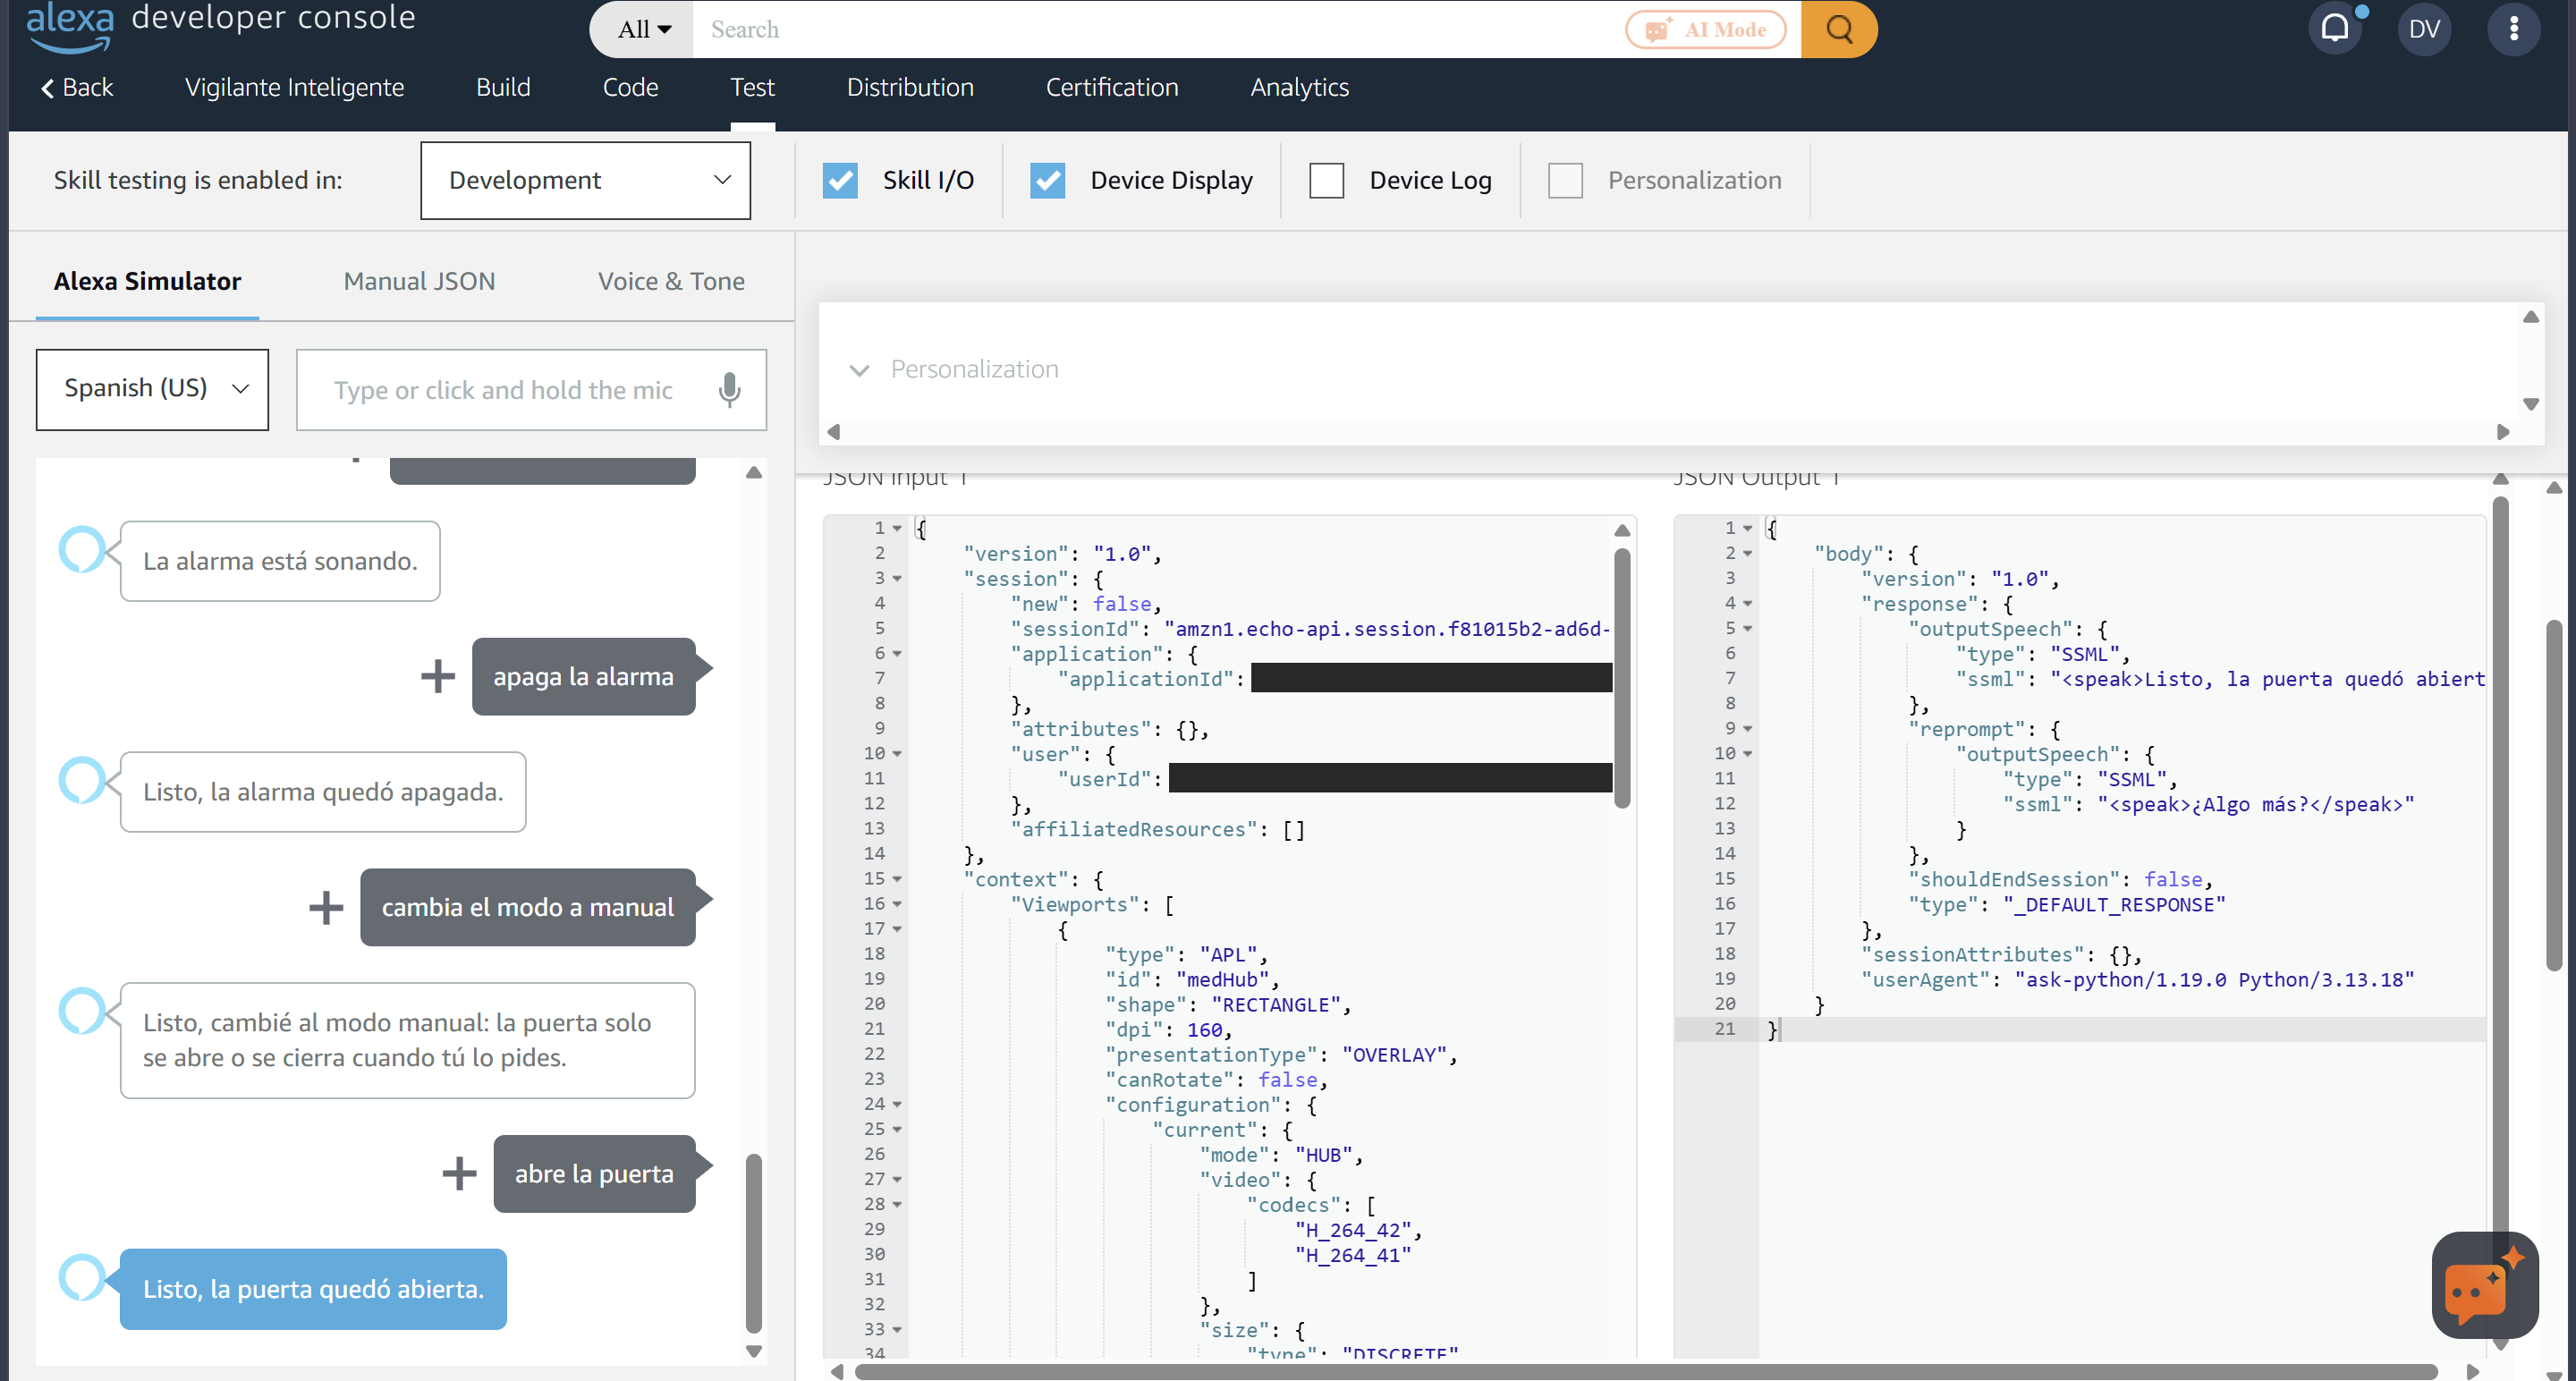 alexa developer console
All
Search
AI Mode
DV
Back
Vigilante Inteligente
Build
Code
Test
Distribution
Certification
Analytics
Skill testing is enabled in:
Development
Skill I/O
Device Display
Device Log
Personalization
Alexa Simulator
Manual JSON
Voice & Tone
Spanish (US)
Type or click and hold the mic
La alarma está sonando.
apaga la alarma
Listo, la alarma quedó apagada.
cambia el modo a manual
Listo, cambié al modo manual: la puerta solo
se abre o se cierra cuando tú lo pides.
abre la puerta
Listo, la puerta quedó abierta.
Personalization
JSON Input 1
1 {
2 "version": "1.0",
3 "session": {
4 "new": false,
5 "sessionId": "amzn1.echo-api.session.f81015b2-ad6d-
6 "application": {
7 "applicationId":
8 },
9 "attributes": {},
10 "user": {
11 "userId":
12 },
13 "affiliatedResources": []
14 },
15 "context": {
16 "Viewports": [
17 {
18 "type": "APL",
19 "id": "medHub",
20 "shape": "RECTANGLE",
21 "dpi": 160,
22 "presentationType": "OVERLAY",
23 "canRotate": false,
24 "configuration": {
25 "current": {
26 "mode": "HUB",
27 "video": {
28 "codecs": [
29 "H_264_42",
30 "H_264_41"
31 ]
32 },
33 "size": {
34 "type": "DISCRETE"
JSON Output 1
1 {
2 "body": {
3 "version": "1.0",
4 "response": {
5 "outputSpeech": {
6 "type": "SSML",
7 "ssml": "<speak>Listo, la puerta quedó abiert
8 },
9 "reprompt": {
10 "outputSpeech": {
11 "type": "SSML",
12 "ssml": "<speak>¿Algo más?</speak>"
13 }
14 },
15 "shouldEndSession": false,
16 "type": "_DEFAULT_RESPONSE"
17 },
18 "sessionAttributes": {},
19 "userAgent": "ask-python/1.19.0 Python/3.13.18"
20 }
21 }